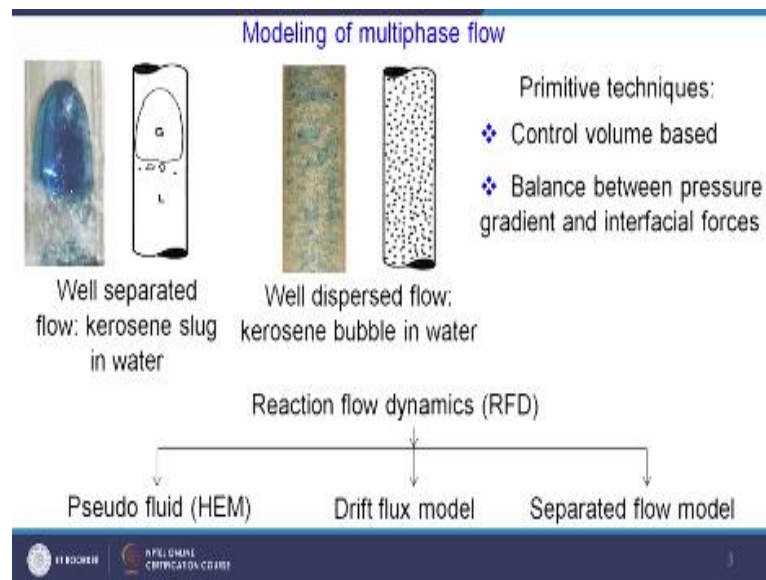 Modeling of multiphase flow
G
L
Well separated
flow: kerosene slug
in water
Well dispersed flow:
kerosene bubble in water
Primitive techniques:
Control volume based
Balance between pressure
gradient and interfacial forces
Reaction flow dynamics (RFD)
Pseudo fluid (HEM)
Drift flux model
Separated flow model
IIT ROORKEE
NPTEL ONLINE
CERTIFICATION COURSE
3